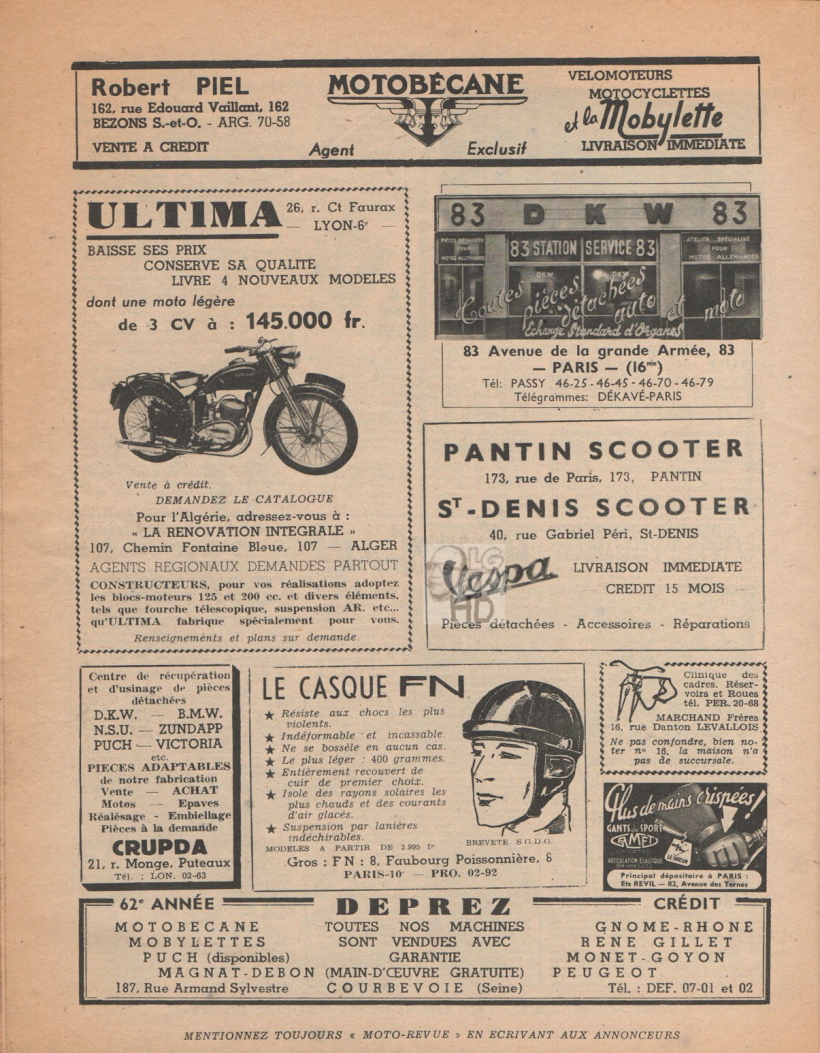 Robert PIEL
162, rue Edouard Vaillant, 162
BEZONS S.-et-O. - ARG. 70-58
VENTE A CREDIT
MOTOBÉCANE
Agent Exclusif
VELOMOTEURS
MOTOCYCLETTES
et la Mobylette
LIVRAISON IMMEDIATE
ULTIMA
26, r. Ct Faurax
— LYON-6e —
BAISSE SES PRIX
CONSERVE SA QUALITE
LIVRE 4 NOUVEAUX MODELES
dont une moto légère
de 3 CV à : 145.000 fr.
Vente à crédit.
DEMANDEZ LE CATALOGUE
Pour l'Algérie, adressez-vous à :
« LA RENOVATION INTEGRALE »
107, Chemin Fontaine Bleue, 107 — ALGER
AGENTS REGIONAUX DEMANDES PARTOUT
CONSTRUCTEURS, pour vos réalisations adoptez
les blocs-moteurs 125 et 200 cc. et divers éléments,
tels que fourche télescopique, suspension AR. etc...
qu'ULTIMA fabrique spécialement pour vous.
Renseignements et plans sur demande.
83 DKW 83
PIÈCES DÉTACHÉES
POUR
MOTOS ALLEMANDES
83 STATION SERVICE 83
ATELIER SPÉCIALISÉ
POUR
MOTOS ALLEMANDES
DKW DKW
Toutes pièces détachées auto et moto
Echange Standard d'Organes
83 Avenue de la grande Armée, 83
— PARIS — (16me)
Tél: PASSY 46-25 - 46-45 - 46-70 - 46-79
Télégrammes: DÉKAVÉ-PARIS
PANTIN SCOOTER
173, rue de Paris, 173, PANTIN
ST-DENIS SCOOTER
40, rue Gabriel Péri, St-DENIS
Vespa
LIVRAISON IMMEDIATE
CREDIT 15 MOIS
Pièces détachées - Accessoires - Réparations
OLG
HD
Centre de récupération
et d'usinage de pièces
détachées
D.K.W. — B.M.W.
N.S.U. — ZUNDAPP
PUCH — VICTORIA
etc.
PIECES ADAPTABLES
de notre fabrication
Vente — ACHAT
Motos — Epaves
Réalésage - Embiellage
Pièces à la demande
CRUPDA
21, r. Monge, Puteaux
Tél. : LON. 02-63
LE CASQUE FN
★ Résiste aux chocs les plus
violents.
★ Indéformable et incassable.
★ Ne se bossèle en aucun cas.
★ Le plus léger : 400 grammes.
★ Entièrement recouvert de
cuir de premier choix.
★ Isole des rayons solaires les
plus chauds et des courants
d'air glacés.
★ Suspension par lanières
indéchirables.
MODELES A PARTIR DE 2.995 fr
BREVETE S.G.D.G.
Gros : FN : 8, Faubourg Poissonnière, 8
PARIS-10e — PRO. 02-92
Clinique des
cadres. Réser-
voirs et Roues
tél. PER. 20-68
MARCHAND Frères
16, rue Danton LEVALLOIS
Ne pas confondre, bien no-
ter n° 16, la maison n'a
pas de succursale.
Plus de mains crispées!
GANTS DE SPORT
GAMET
ARTICULATION ELASTIQUE
Principal dépositaire à PARIS :
Ets REVIL — 82, Avenue des Ternes
62e ANNÉE
DEPREZ
CRÉDIT
MOTOBECANE
MOBYLETTES
PUCH (disponibles)
MAGNAT-DEBON
187, Rue Armand Sylvestre
TOUTES NOS MACHINES
SONT VENDUES AVEC
GARANTIE
(MAIN-D'ŒUVRE GRATUITE)
COURBEVOIE (Seine)
GNOME-RHONE
RENE GILLET
MONET-GOYON
PEUGEOT
Tél. : DEF. 07-01 et 02
MENTIONNEZ TOUJOURS « MOTO-REVUE » EN ECRIVANT AUX ANNONCEURS